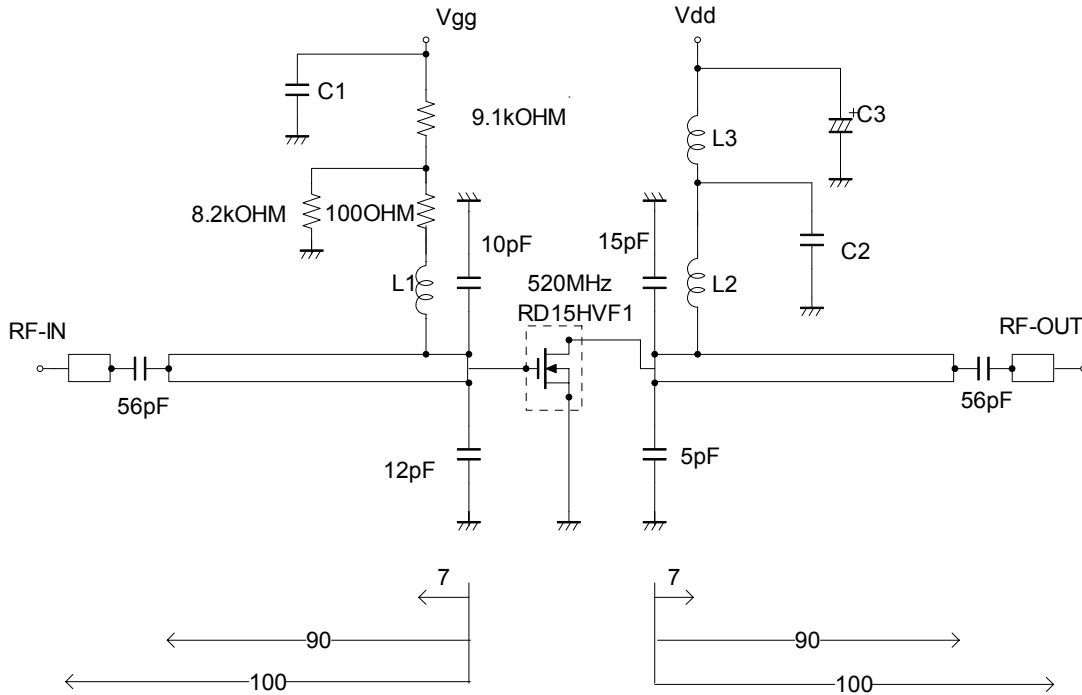 Vgg
Vdd
C1
9.1kOHM
L3
+C3
8.2kOHM
100OHM
10pF
15pF
C2
L1
520MHz
L2
RD15HVF1
RF-IN
RF-OUT
56pF
56pF
12pF
5pF
7
7
90
90
100
100